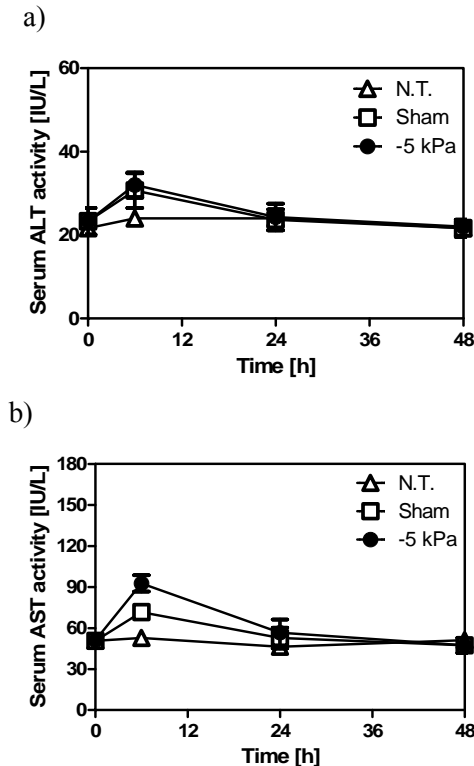 a)
Serum ALT activity [IU/L]
60
40
20
0
N.T.
Sham
-5 kPa
0 12 24 36 48
Time [h]
b)
Serum AST activity [IU/L]
180
150
120
90
60
30
0
N.T.
Sham
-5 kPa
0 12 24 36 48
Time [h]